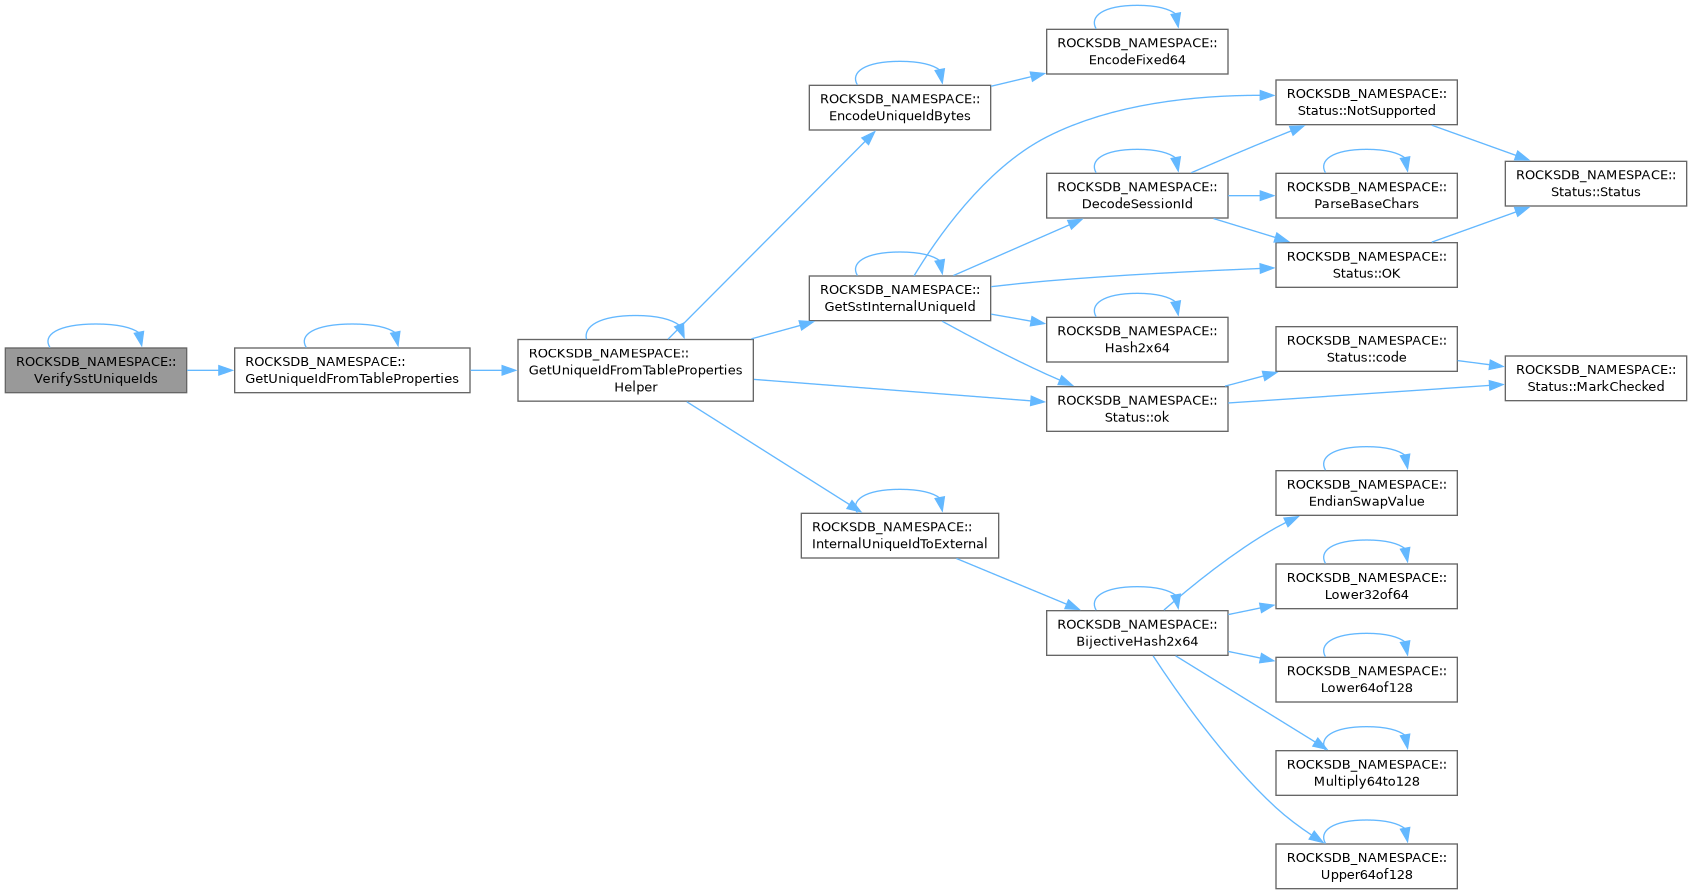 ROCKSDB_NAMESPACE::
VerifySstUniqueIds
ROCKSDB_NAMESPACE::
GetUniqueIdFromTableProperties
ROCKSDB_NAMESPACE::
GetUniqueIdFromTableProperties
Helper
ROCKSDB_NAMESPACE::
EncodeUniqueIdBytes
ROCKSDB_NAMESPACE::
EncodeFixed64
ROCKSDB_NAMESPACE::
GetSstInternalUniqueId
ROCKSDB_NAMESPACE::
DecodeSessionId
ROCKSDB_NAMESPACE::
Status::NotSupported
ROCKSDB_NAMESPACE::
ParseBaseChars
ROCKSDB_NAMESPACE::
Status::OK
ROCKSDB_NAMESPACE::
Status::Status
ROCKSDB_NAMESPACE::
Hash2x64
ROCKSDB_NAMESPACE::
Status::ok
ROCKSDB_NAMESPACE::
Status::code
ROCKSDB_NAMESPACE::
Status::MarkChecked
ROCKSDB_NAMESPACE::
InternalUniqueIdToExternal
ROCKSDB_NAMESPACE::
BijectiveHash2x64
ROCKSDB_NAMESPACE::
EndianSwapValue
ROCKSDB_NAMESPACE::
Lower32of64
ROCKSDB_NAMESPACE::
Lower64of128
ROCKSDB_NAMESPACE::
Multiply64to128
ROCKSDB_NAMESPACE::
Upper64of128